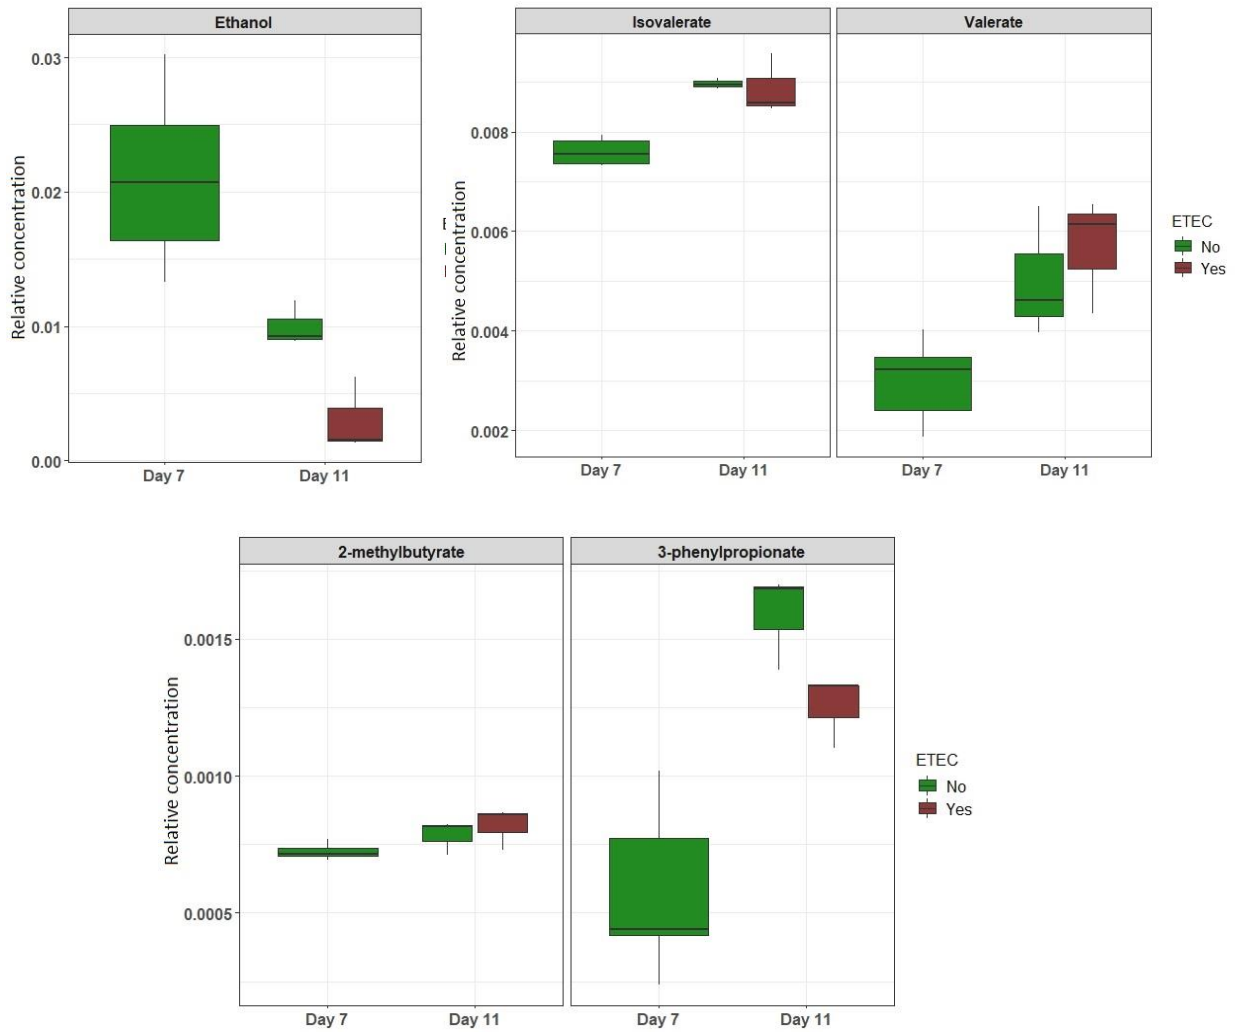 Ethanol
Relative concentration
0.03
0.02
0.01
0.00
Day 7
Day 11
Isovalerate
Valerate
Relative concentration
0.008
0.006
0.004
0.002
Day 7
Day 11
Day 7
Day 11
ETEC
No
Yes
2-methylbutyrate
3-phenylpropionate
Relative concentration
0.0015
0.0010
0.0005
Day 7
Day 11
Day 7
Day 11
ETEC
No
Yes